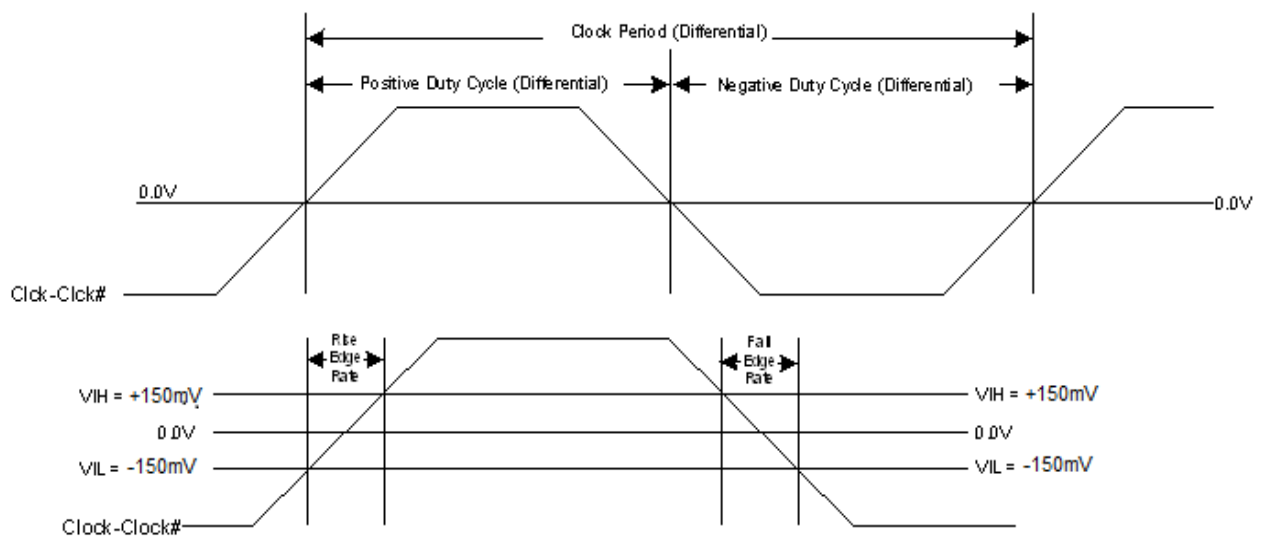 Clock Period (Differential)
Positive Duty Cycle (Differential)
Negative Duty Cycle (Differential)
0.0V
0.0V
Clck-Clck#
Rise
Edge
Rate
Fall
Edge
Rate
VIH = +150mV
VIH = +150mV
0.0V
0.0V
VIL = -150mV
VIL = -150mV
Clock-Clock#